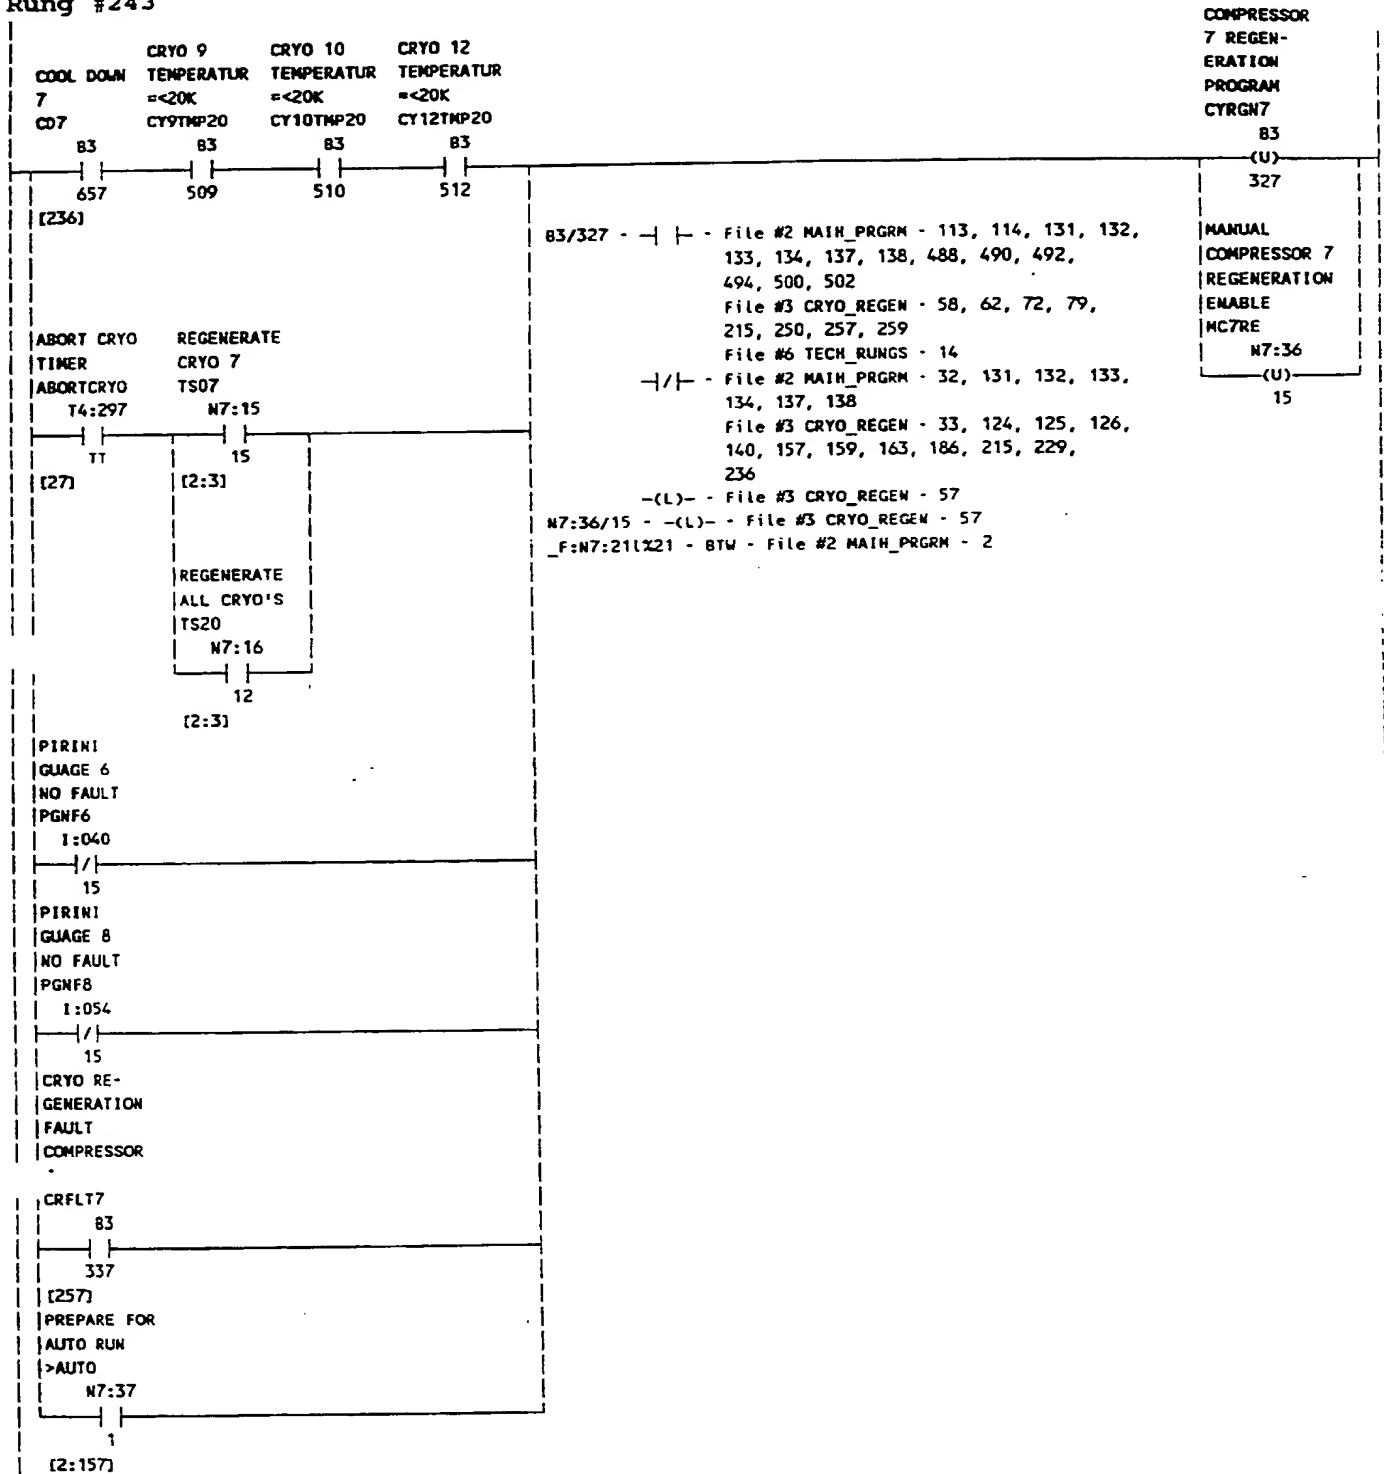 Rung #243
COMPRESSOR
7 REGEN-
ERATION
PROGRAM
CYRGN7
B3
(U)
327
CRYO 9 CRYO 10 CRYO 12
COOL DOWN TEMPERATUR TEMPERATUR TEMPERATUR
7 =<20K =<20K =<20K
CD7 CY9TMP20 CY10TMP20 CY12TMP20
B3 B3 B3 B3
657 509 510 512
[236]
B3/327 - -| |- - File #2 MAIN_PRGRM - 113, 114, 131, 132,
133, 134, 137, 138, 488, 490, 492,
494, 500, 502
File #3 CRYO_REGEN - 58, 62, 72, 79,
215, 250, 257, 259
File #6 TECH_RUNGS - 14
-|/|- - File #2 MAIN_PRGRM - 32, 131, 132, 133,
134, 137, 138
File #3 CRYO_REGEN - 33, 124, 125, 126,
140, 157, 159, 163, 186, 215, 229,
236
-(L)- - File #3 CRYO_REGEN - 57
N7:36/15 - -(L)- - File #3 CRYO_REGEN - 57
_F:N7:21l%21 - BTW - File #2 MAIN_PRGRM - 2
MANUAL
COMPRESSOR 7
REGENERATION
ENABLE
MC7RE
N7:36
(U)
15
ABORT CRYO REGENERATE
TIMER CRYO 7
ABORTCRYO TS07
T4:297 N7:15
TT 15
[27] [2:3]
REGENERATE
ALL CRYO'S
TS20
N7:16
12
[2:3]
PIRINI
GUAGE 6
NO FAULT
PGNF6
I:040
15
PIRINI
GUAGE 8
NO FAULT
PGNF8
I:054
15
CRYO RE-
GENERATION
FAULT
COMPRESSOR
CRFLT7
B3
337
[257]
PREPARE FOR
AUTO RUN
>AUTO
N7:37
1
[2:157]